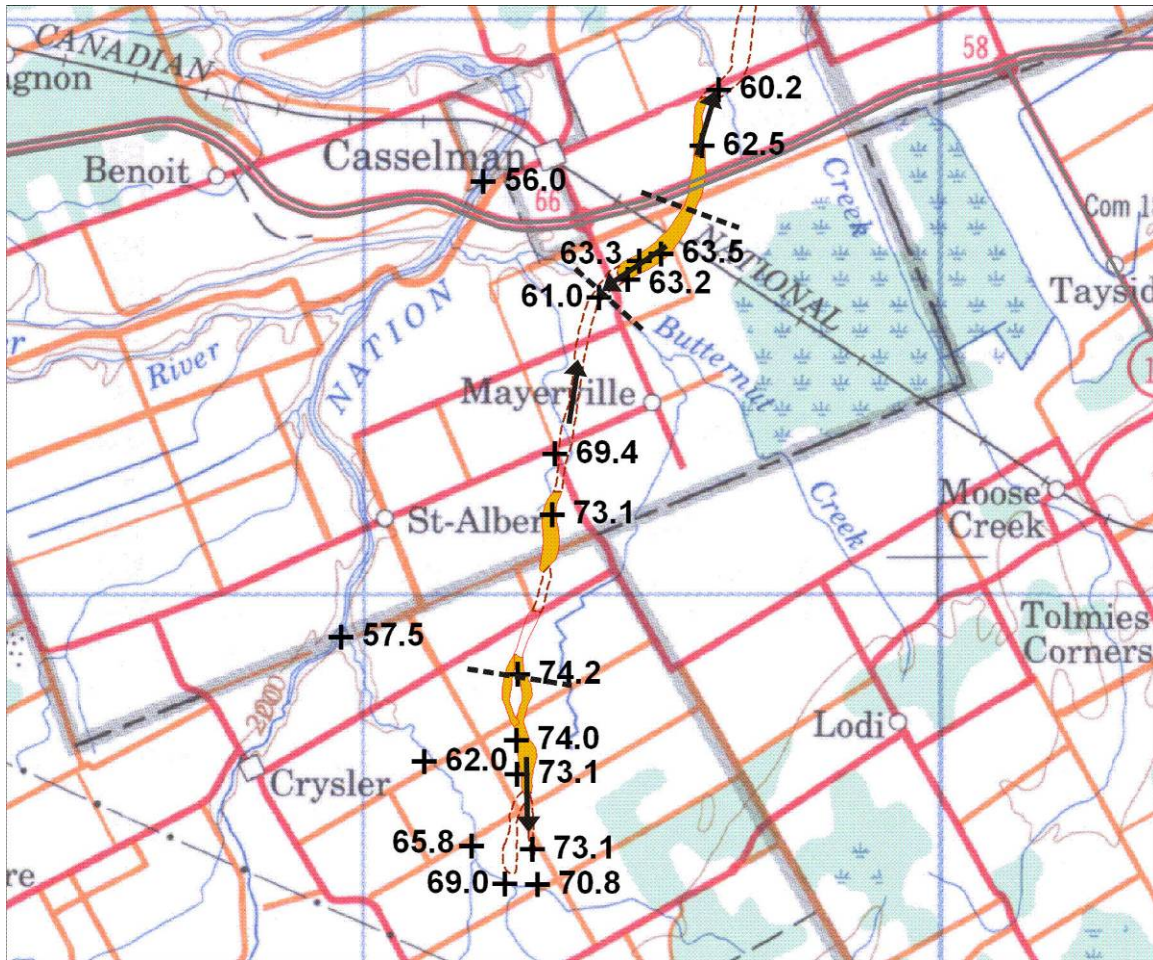 CANADIAN
58
agnon
60.2
Casselman
62.5
Benoit
56.0
66
Creek
Com
63.3
63.5
NATIONAL
63.2
61.0
Taysid
NATION
River
Butternut
Mayerville
1
69.4
Moose
Creek
73.1
St-Alber
Creek
Tolmies
Corners
57.5
74.2
200
74.0
Lodi
62.0
73.1
Crysler
65.8
73.1
re
69.0
70.8